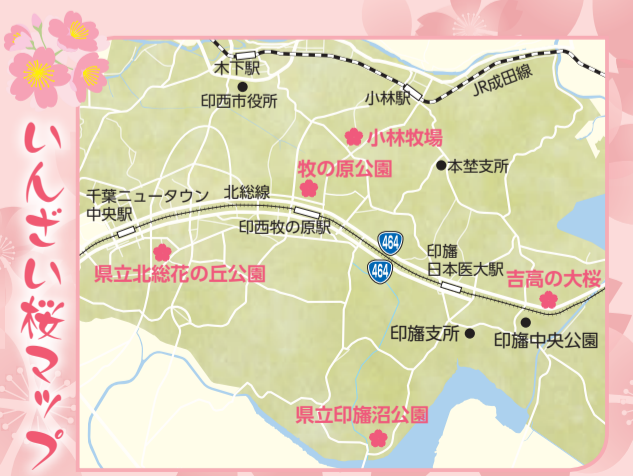 いんざい桜マップ
木下駅
印西市役所
小林駅
JR成田線
小林牧場
牧の原公園
本埜支所
千葉ニュータウン
中央駅
北総線
印西牧の原駅
464
464
印旛
日本医大駅
県立北総花の丘公園
吉高の大桜
印旛支所
印旛中央公園
県立印旛沼公園